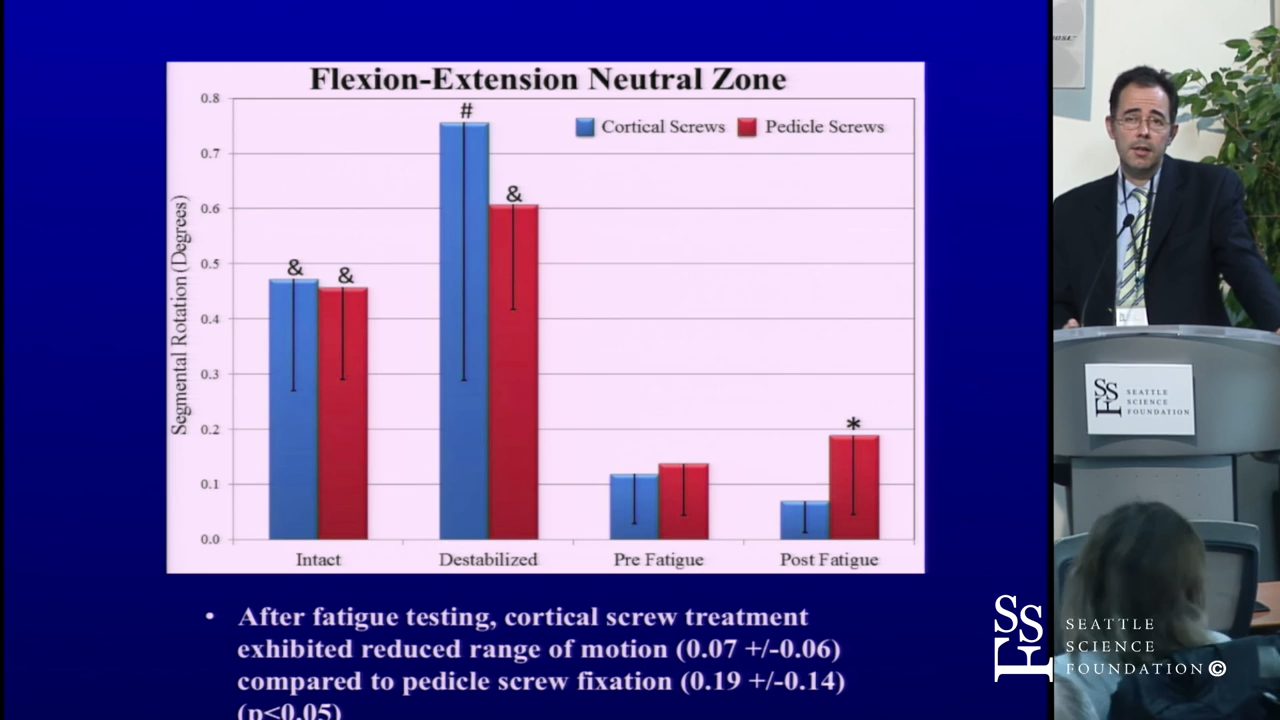 Flexion-Extension Neutral Zone
0.8
0.7
0.6
0.5
0.4
0.3
0.2
0.1
0.0
Segmental Rotation (Degrees)
Cortical Screws
Pedicle Screws
&
&
#
&
*
Intact
Destabilized
Pre Fatigue
Post Fatigue
• After fatigue testing, cortical screw treatment
exhibited reduced range of motion (0.07 +/-0.06)
compared to pedicle screw fixation (0.19 +/-0.14)
(p<0.05)
SSF
SEATTLE
SCIENCE
FOUNDATION
SSF
SEATTLE
SCIENCE
FOUNDATION©